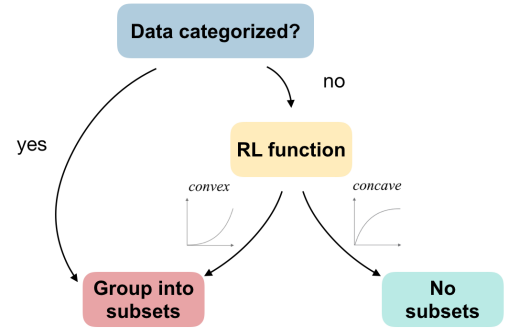 Data categorized?
no
yes
RL function
convex
concave
Group into
subsets
No
subsets